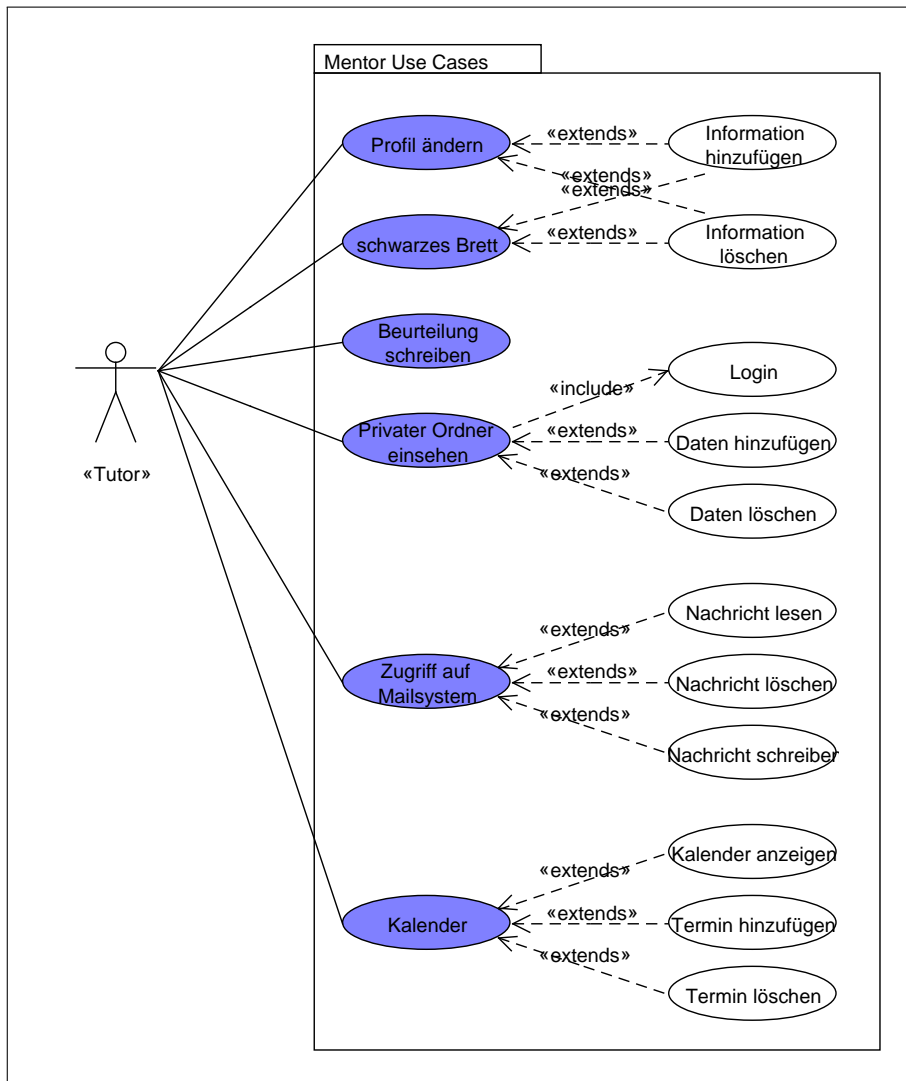 Mentor Use Cases
Profil ändern
«extends»
Information
hinzufügen
«extends»
«extends»
schwarzes Brett
«extends»
Information
löschen
Beurteilung
schreiben
«include»
Login
Privater Ordner
einsehen
«extends»
Daten hinzufügen
«extends»
Daten löschen
«Tutor»
Nachricht lesen
«extends»
Zugriff auf
Mailsystem
«extends»
Nachricht löschen
«extends»
Nachricht schreiber
Kalender anzeigen
«extends»
Kalender
«extends»
Termin hinzufügen
«extends»
Termin löschen